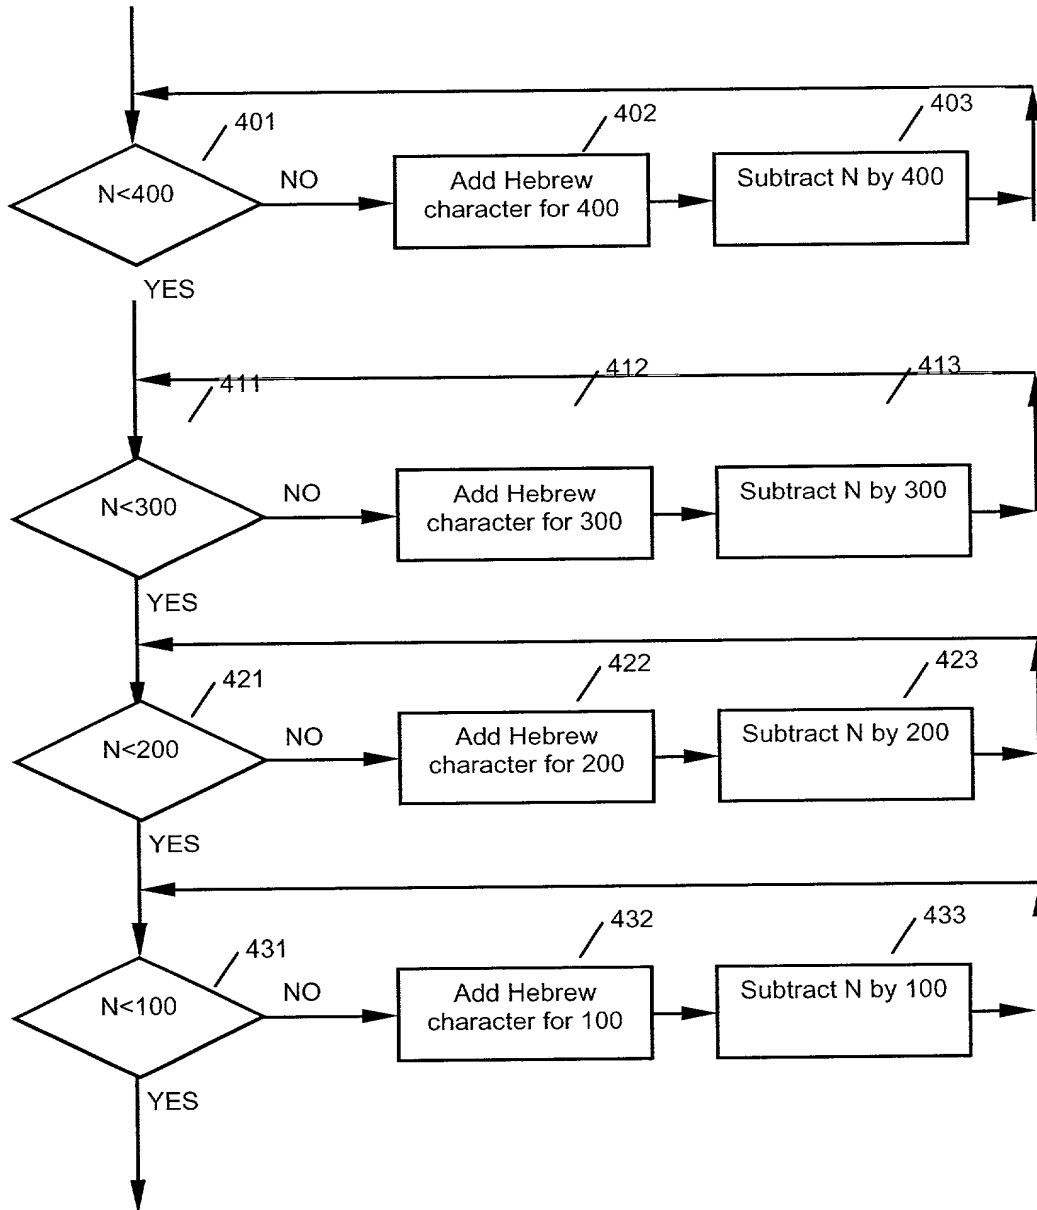 401
402
403
N<400
NO
Add Hebrew
character for 400
Subtract N by 400
YES
411
412
413
N<300
NO
Add Hebrew
character for 300
Subtract N by 300
YES
421
422
423
N<200
NO
Add Hebrew
character for 200
Subtract N by 200
YES
431
432
433
N<100
NO
Add Hebrew
character for 100
Subtract N by 100
YES